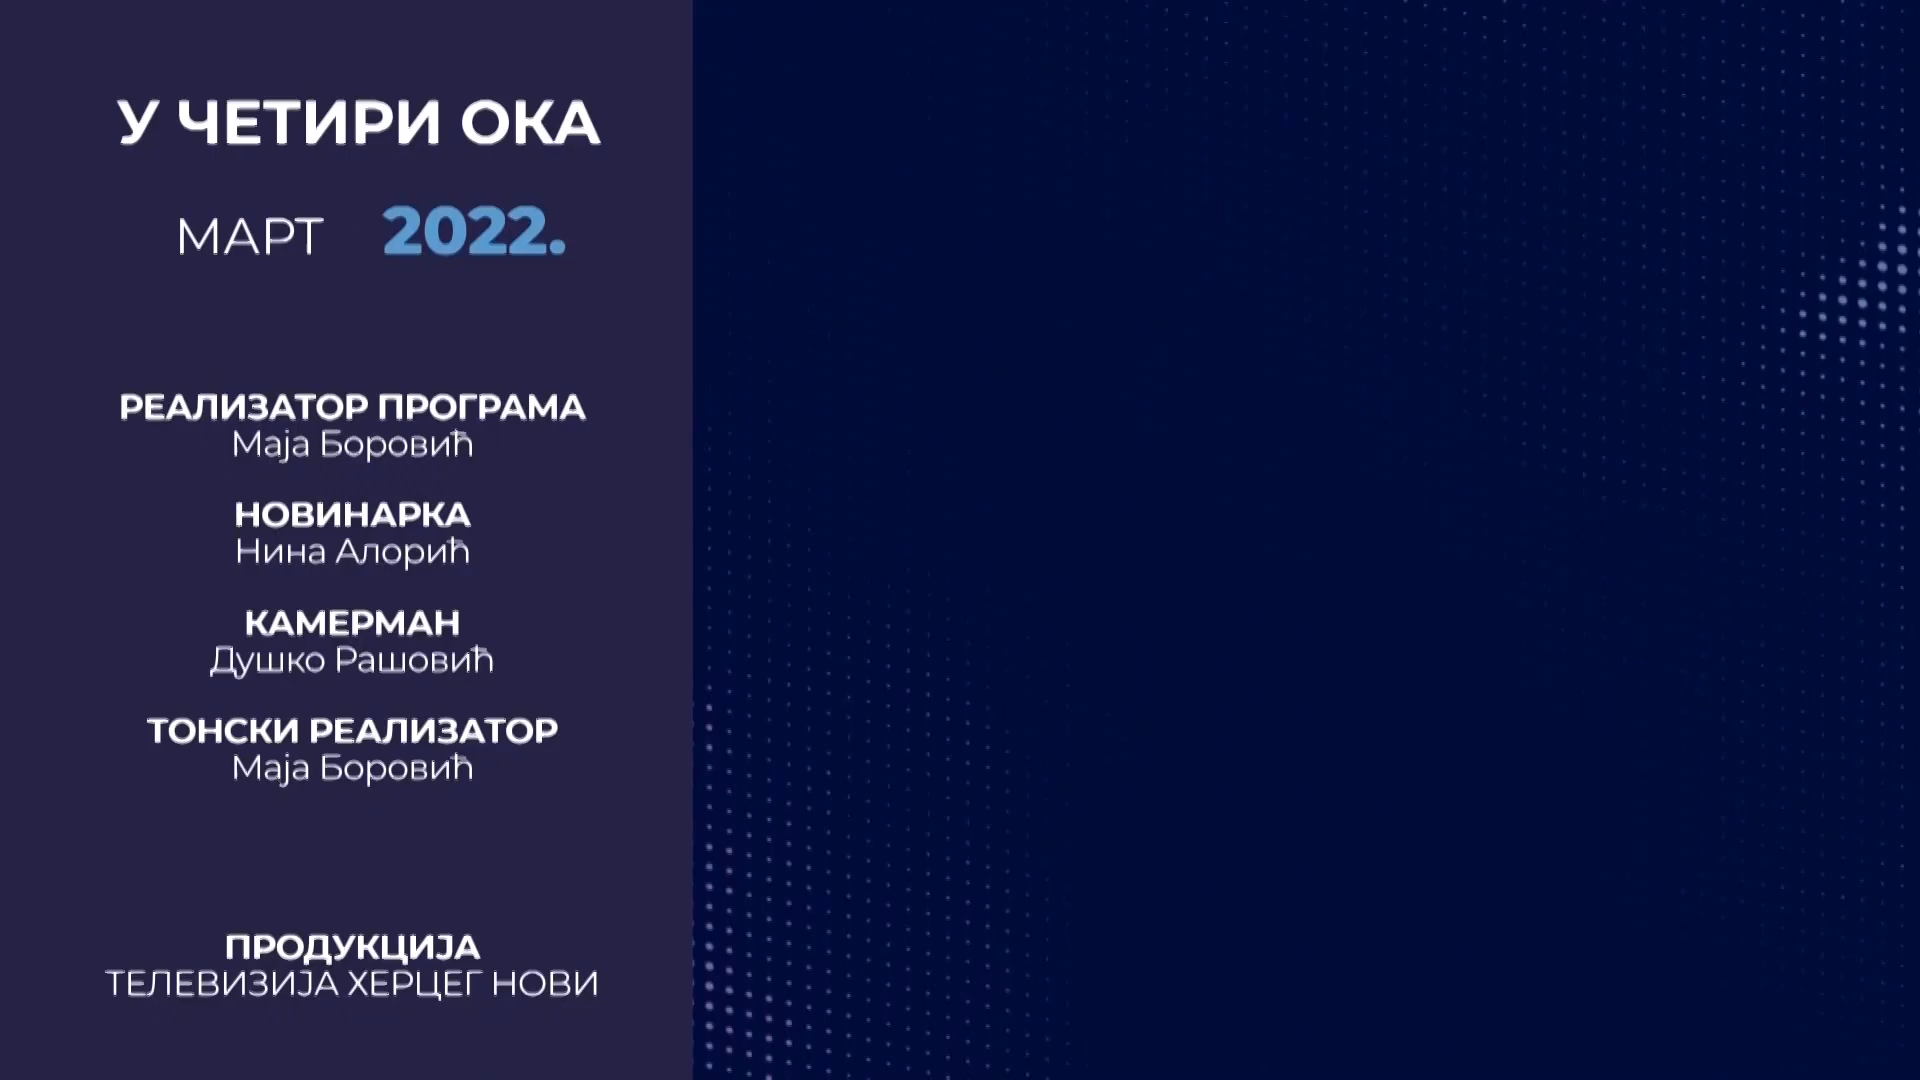 У ЧЕТИРИ ОКА
МАРТ 2022.
РЕАЛИЗАТОР ПРОГРАМА
Маја Боровић
НОВИНАРКА
Нина Алорић
КАМЕРМАН
Душко Рашовић
ТОНСКИ РЕАЛИЗАТОР
Маја Боровић
ПРОДУКЦИЈА
ТЕЛЕВИЗИЈА ХЕРЦЕГ НОВИ